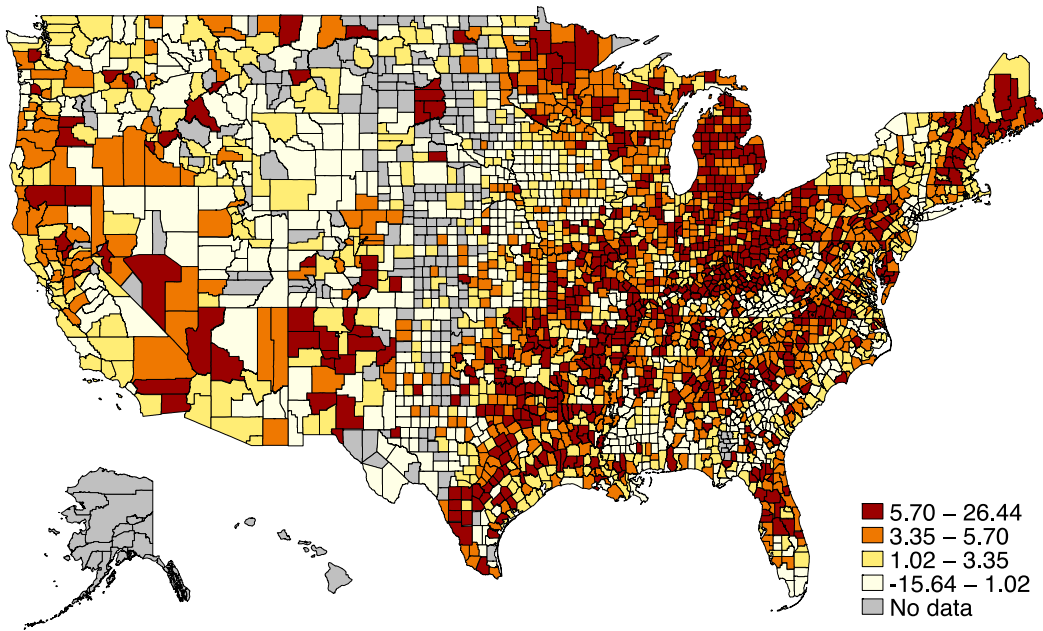 5.70 – 26.44
3.35 – 5.70
1.02 – 3.35
-15.64 – 1.02
No data